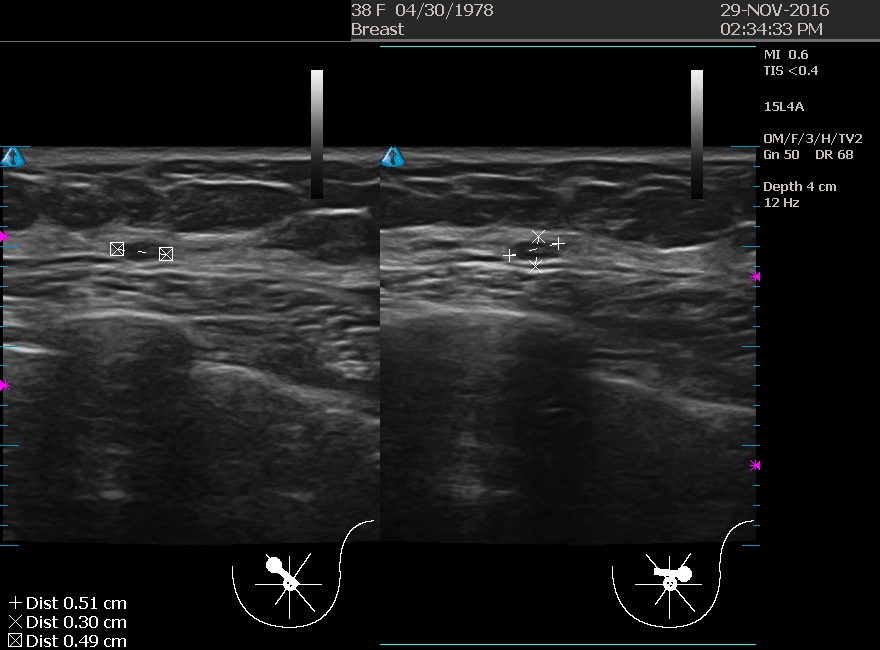 38 F 04/30/1978
29-NOV-2016
Breast
02:34:33 PM
MI 0.6
TIS <0.4
15L4A
OM/F/3/H/TV2
Gn 50 DR 68
Depth 4 cm
12 Hz
Dist 0.51 cm
Dist 0.30 cm
Dist 0.49 cm